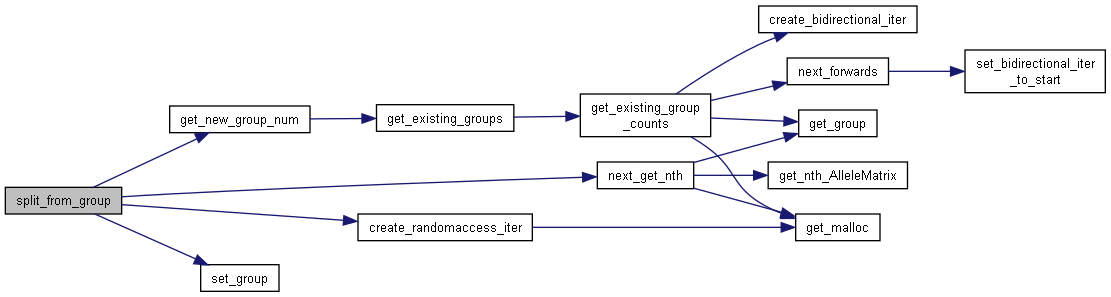 create_bidirectional_iter
next_forwards
set_bidirectional_iter
_to_start
get_new_group_num
get_existing_groups
get_existing_group
_counts
get_group
next_get_nth
get_nth_AlleleMatrix
split_from_group
create_randomaccess_iter
get_malloc
set_group